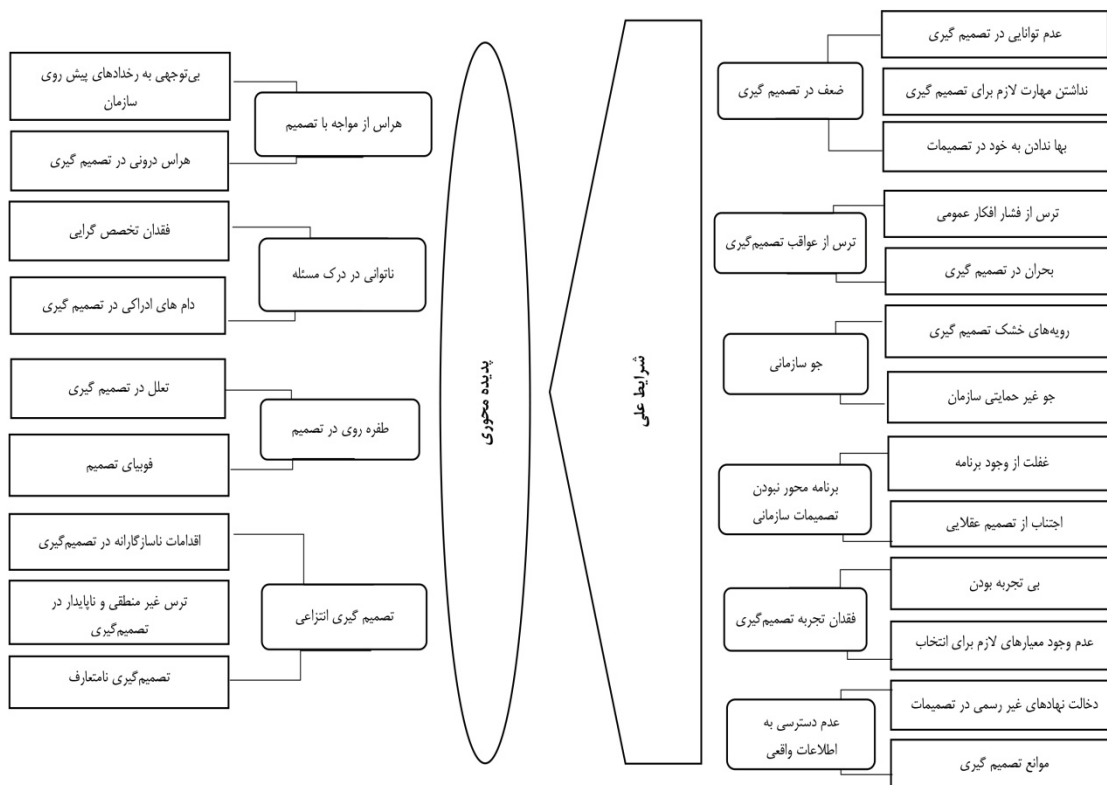 عدم توانایی در تصمیم گیری
نداشتن مهارت لازم برای تصمیم گیری
بها ندادن به خود در تصمیمات
ضعف در تصمیم گیری
ترس از فشار افکار عمومی
بحران در تصمیم گیری
ترس از عواقب تصمیم‌گیری
رویه‌های خشک تصمیم گیری
جو غیر حمایتی سازمان
جو سازمانی
غفلت از وجود برنامه
اجتناب از تصمیم عقلایی
برنامه محور نبودن
تصمیمات سازمانی
بی تجربه بودن
عدم وجود معیارهای لازم برای انتخاب
فقدان تجربه تصمیم‌گیری
دخالت نهادهای غیر رسمی در تصمیمات
موانع تصمیم گیری
عدم دسترسی به
اطلاعات واقعی
شرایط علی
پدیده محوری
هراس از مواجه با تصمیم
بی‌توجهی به رخدادهای پیش روی
سازمان
هراس درونی در تصمیم گیری
ناتوانی در درک مسئله
فقدان تخصص گرایی
دام های ادراکی در تصمیم گیری
طفره روی در تصمیم
تعلل در تصمیم گیری
فوبیای تصمیم
تصمیم گیری انتزاعی
اقدامات ناسازگارانه در تصمیم‌گیری
ترس غیر منطقی و ناپایدار در
تصمیم‌گیری
تصمیم‌گیری نامتعارف